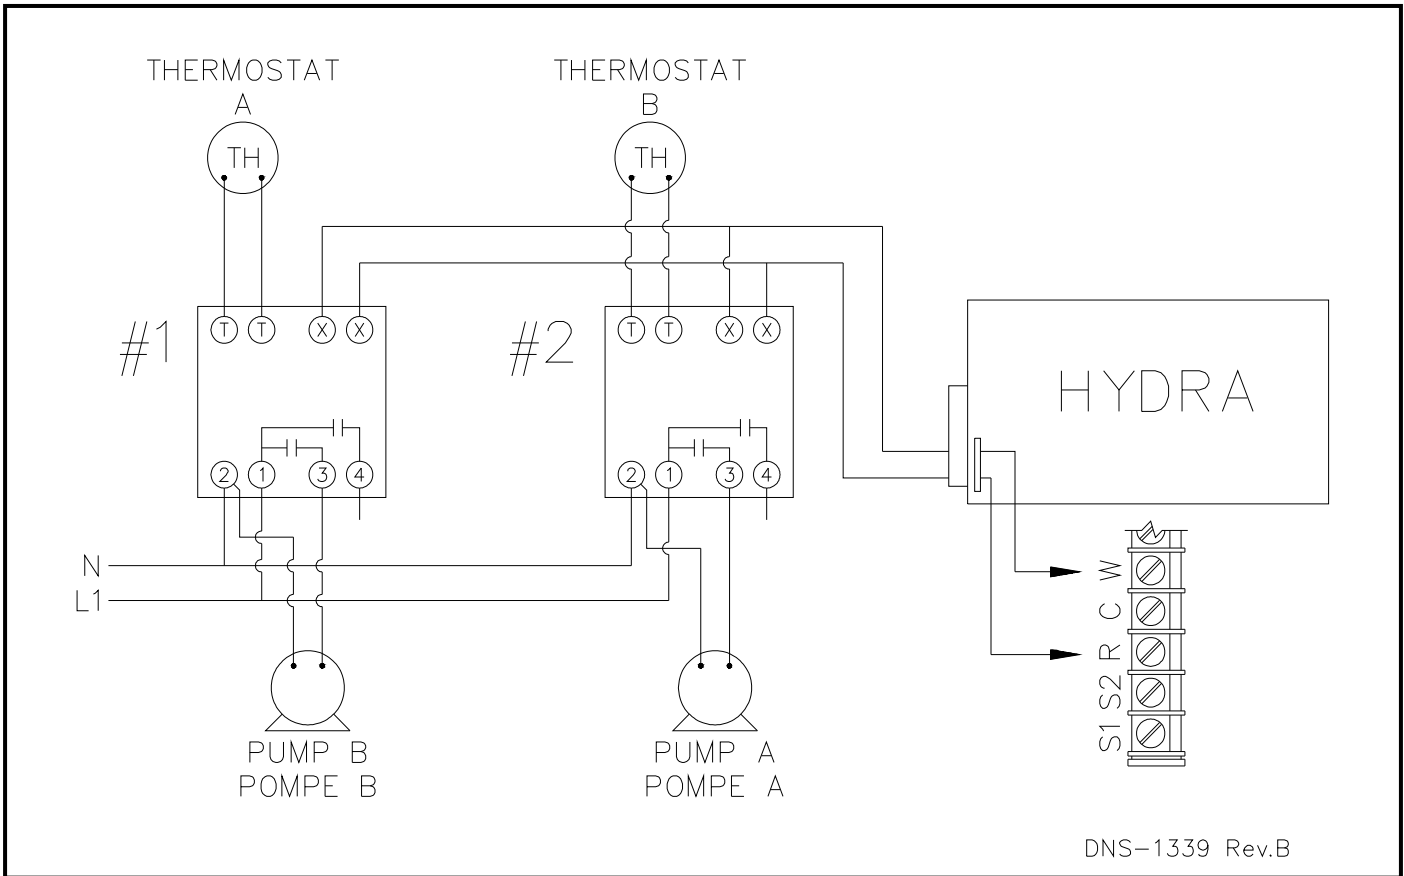 THERMOSTAT
A
TH
THERMOSTAT
B
TH
#1
T T X X
2 1 3 4
#2
T T X X
2 1 3 4
HYDRA
N
L1
PUMP B
POMPE B
PUMP A
POMPE A
W
C
R
S2
S1
DNS-1339 Rev.B